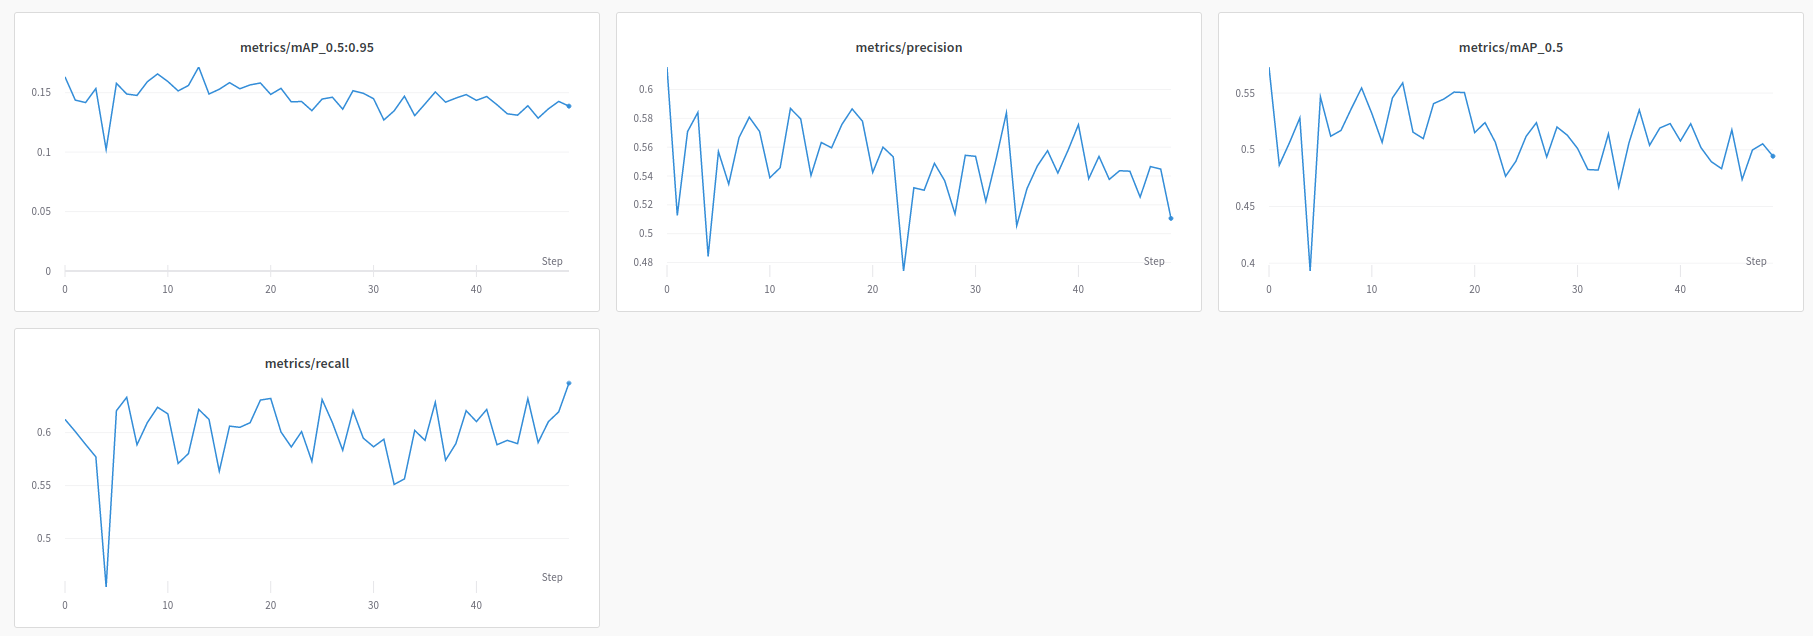 metrics/mAP_0.5:0.95
0.15
0.1
0.05
0
Step
0 10 20 30 40
metrics/precision
0.6
0.58
0.56
0.54
0.52
0.5
0.48
Step
0 10 20 30 40
metrics/mAP_0.5
0.55
0.5
0.45
0.4
Step
0 10 20 30 40
metrics/recall
0.6
0.55
0.5
Step
0 10 20 30 40